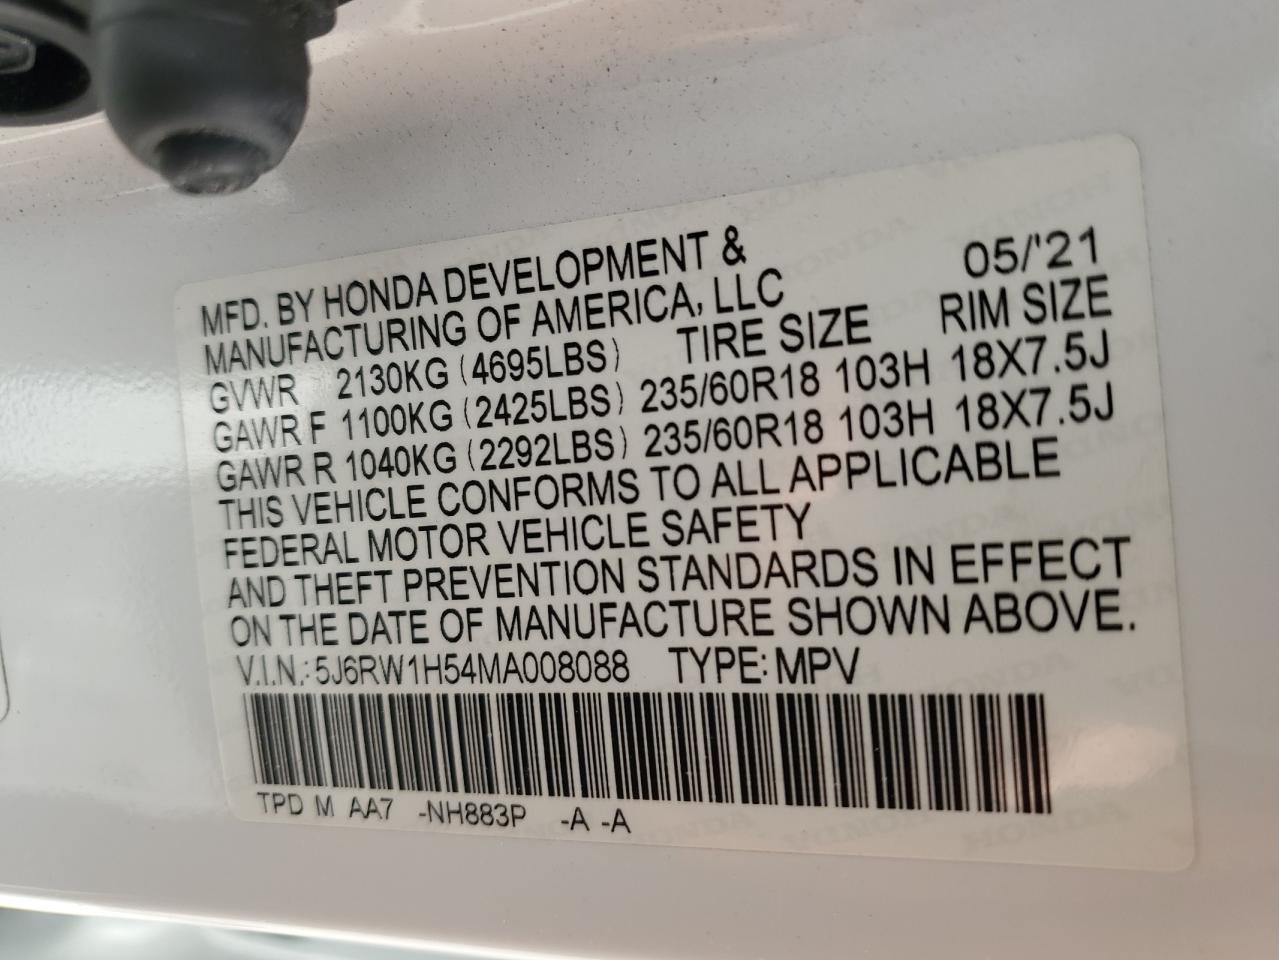 MFD. BY HONDA DEVELOPMENT & 05/'21
MANUFACTURING OF AMERICA, LLC
GVWR 2130KG (4695LBS) TIRE SIZE RIM SIZE
GAWR F 1100KG (2425LBS) 235/60R18 103H 18X7.5J
GAWR R 1040KG (2292LBS) 235/60R18 103H 18X7.5J
THIS VEHICLE CONFORMS TO ALL APPLICABLE
FEDERAL MOTOR VEHICLE SAFETY
AND THEFT PREVENTION STANDARDS IN EFFECT
ON THE DATE OF MANUFACTURE SHOWN ABOVE.
V.I.N.: 5J6RW1H54MA008088 TYPE: MPV
TPD M AA7 -NH883P -A -A